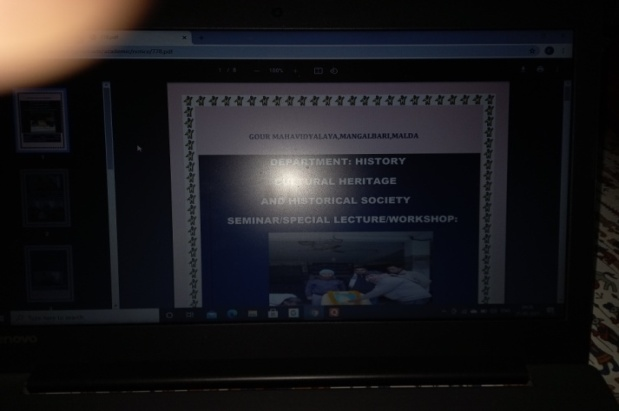 GOUR MAHAVIDYALAYA,MANGALBARI,MALDA
DEPARTMENT: HISTORY
CULTURAL HERITAGE
AND HISTORICAL SOCIETY
SEMINAR/SPECIAL LECTURE/WORKSHOP: